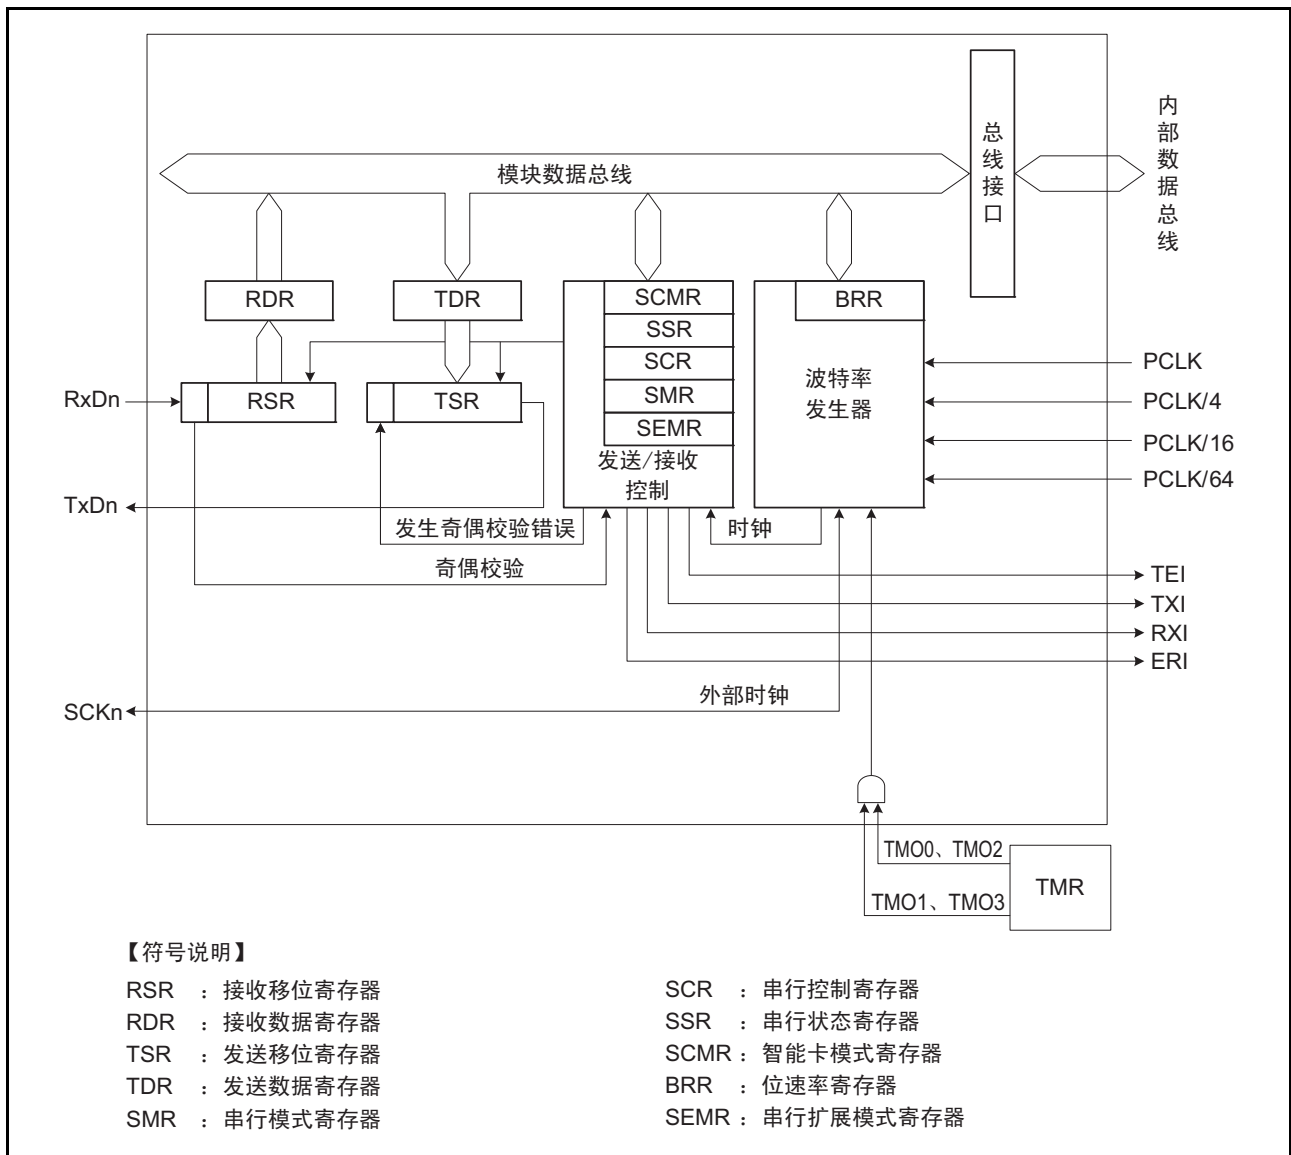 内部数据总线
总线接口
模块数据总线
RDR
TDR
SCMR
BRR
SSR
SCR
SMR
SEMR
发送/接收
控制
波特率
发生器
PCLK
PCLK/4
PCLK/16
PCLK/64
RxDn
RSR
TSR
TxDn
发生奇偶校验错误
时钟
奇偶校验
TEI
TXI
RXI
ERI
外部时钟
SCKn
TMO0、TMO2
TMR
TMO1、TMO3
【符号说明】
RSR ：接收移位寄存器
RDR ：接收数据寄存器
TSR ：发送移位寄存器
TDR ：发送数据寄存器
SMR ：串行模式寄存器
SCR ：串行控制寄存器
SSR ：串行状态寄存器
SCMR ：智能卡模式寄存器
BRR ：位速率寄存器
SEMR ：串行扩展模式寄存器